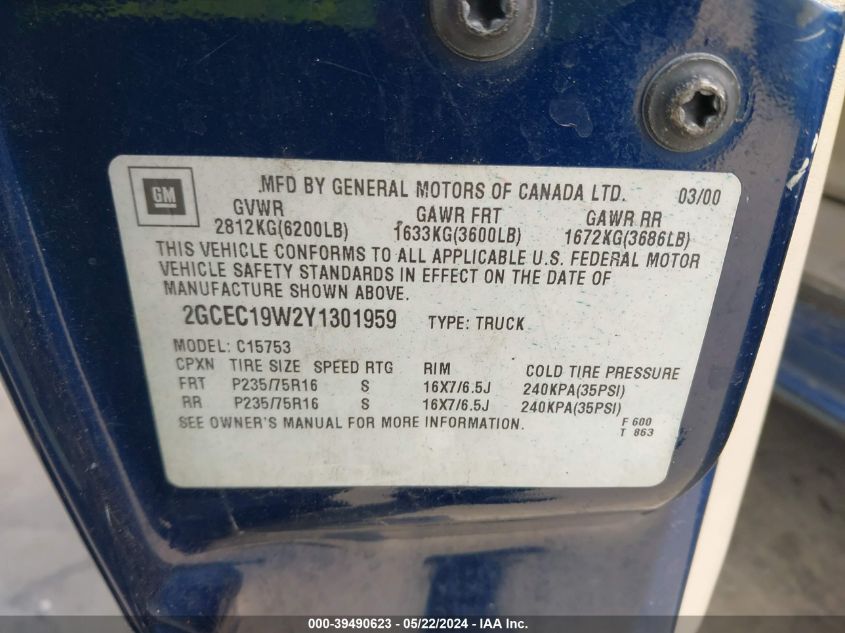 GM
MFD BY GENERAL MOTORS OF CANADA LTD. 03/00
GVWR GAWR FRT GAWR RR
2812KG(6200LB) 1633KG(3600LB) 1672KG(3686LB)
THIS VEHICLE CONFORMS TO ALL APPLICABLE U.S. FEDERAL MOTOR
VEHICLE SAFETY STANDARDS IN EFFECT ON THE DATE OF
MANUFACTURE SHOWN ABOVE.
2GCEC19W2Y1301959 TYPE: TRUCK
MODEL: C15753
CPXN TIRE SIZE SPEED RTG RIM COLD TIRE PRESSURE
FRT P235/75R16 S 16X7/6.5J 240KPA(35PSI)
RR P235/75R16 S 16X7/6.5J 240KPA(35PSI)
SEE OWNER'S MANUAL FOR MORE INFORMATION.
F 600
T 863
000-39490623 - 05/22/2024 - IAA Inc.